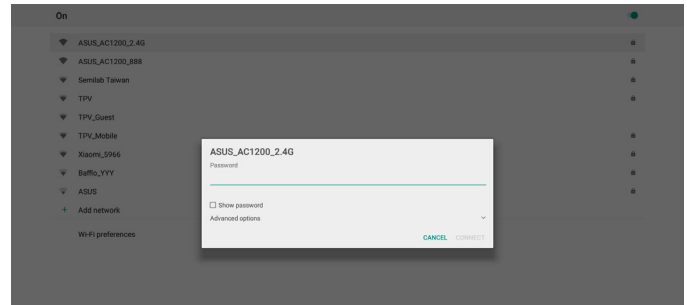 On
ASUS_AC1200_2.4G
ASUS_AC1200_888
Semilab Taiwan
TPV
TPV_Guest
TPV_Mobile
Xiaomi_5966
Baffio_YYY
ASUS
+ Add network
Wi-Fi preferences
ASUS_AC1200_2.4G
Password
Show password
Advanced options
CANCEL CONNECT